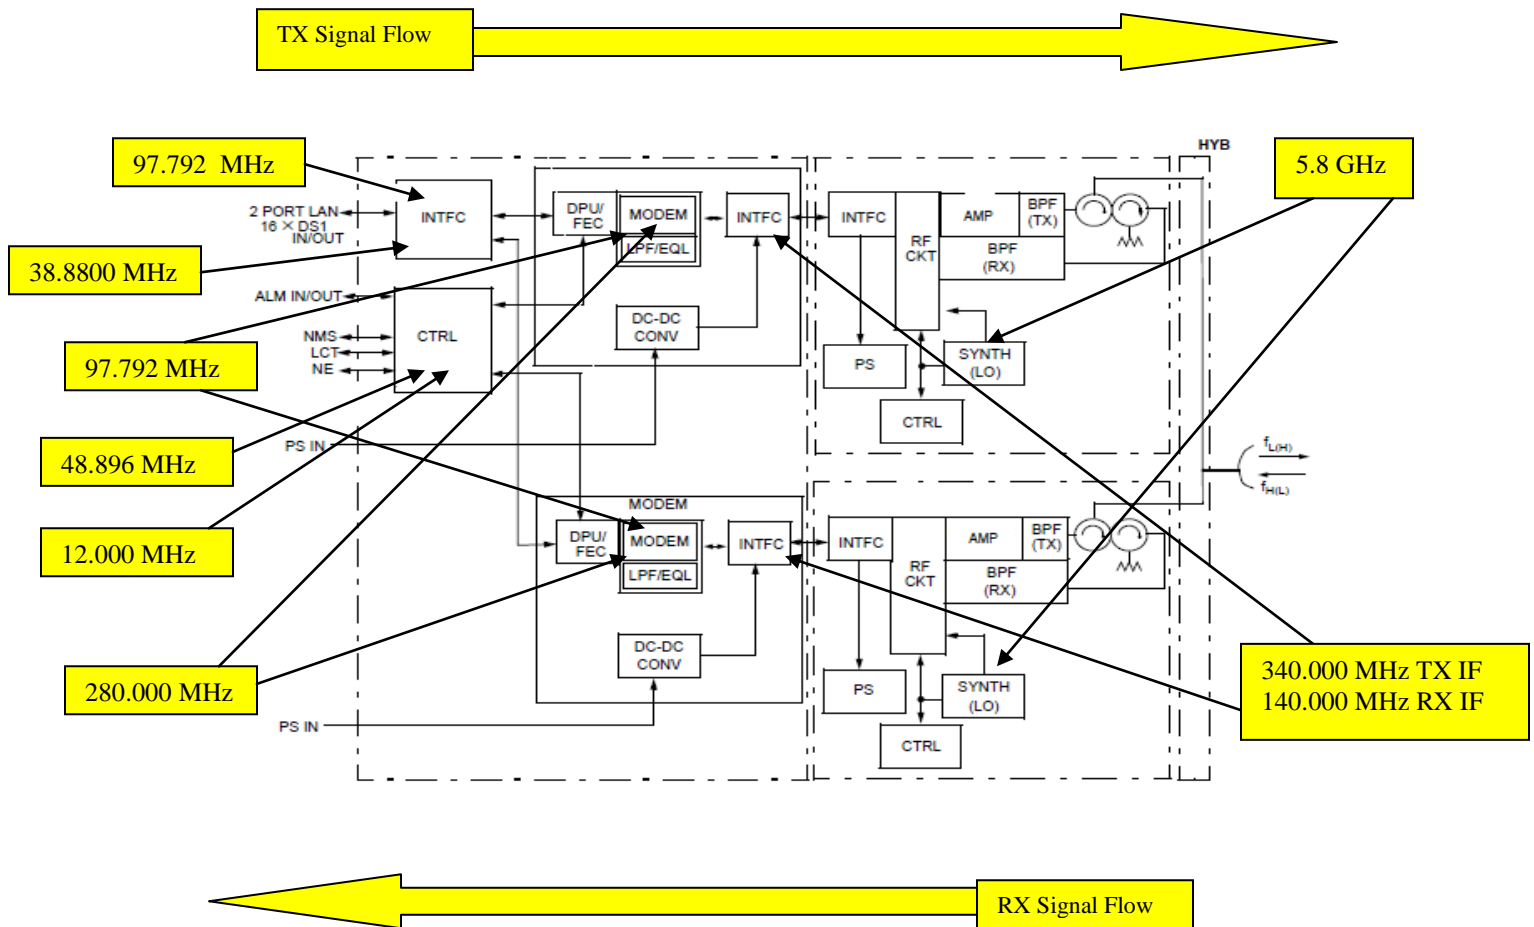 TX Signal Flow
HYB
97.792 MHz
5.8 GHz
2 PORT LAN
16 × DS1
IN/OUT
INTFC
DPU/
FEC
MODEM
LPF/EQL
INTFC
INTFC
RF
CKT
AMP
BPF
(TX)
BPF
(RX)
38.8800 MHz
ALM IN/OUT
NMS
LCT
NE
CTRL
DC-DC
CONV
PS
SYNTH
(LO)
CTRL
97.792 MHz
PS IN
48.896 MHz
fL(H)
fH(L)
12.000 MHz
MODEM
DPU/
FEC
MODEM
LPF/EQL
INTFC
INTFC
RF
CKT
AMP
BPF
(TX)
BPF
(RX)
DC-DC
CONV
PS
SYNTH
(LO)
CTRL
280.000 MHz
PS IN
340.000 MHz TX IF
140.000 MHz RX IF
RX Signal Flow